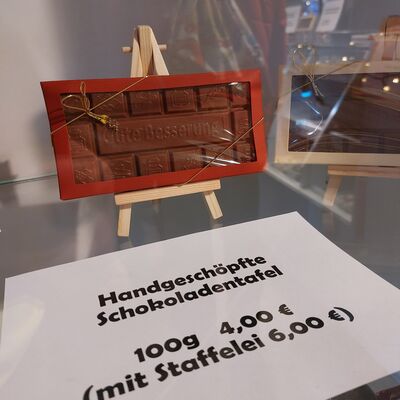 Gute Besserung
Handgeschöpfte
Schokoladentafel
100g 4,00 €
(mit Staffelei 6,00 €)